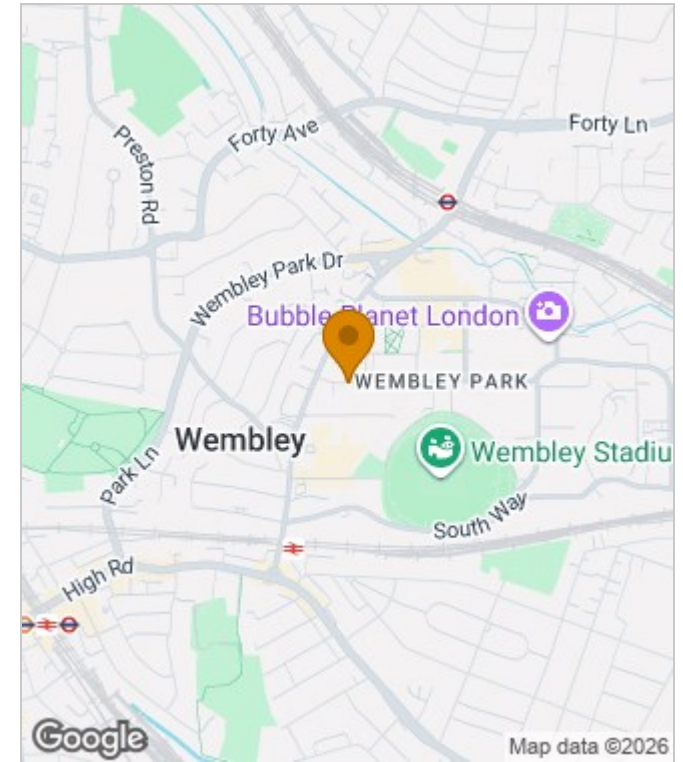 Forty Ln
Forty Ave
Preston Rd
Wembley Park Dr
Bubble Planet London
WEMBLEY PARK
Wembley
Wembley Stadiu
Park Ln
South Way
High Rd
Google
Map data ©2026